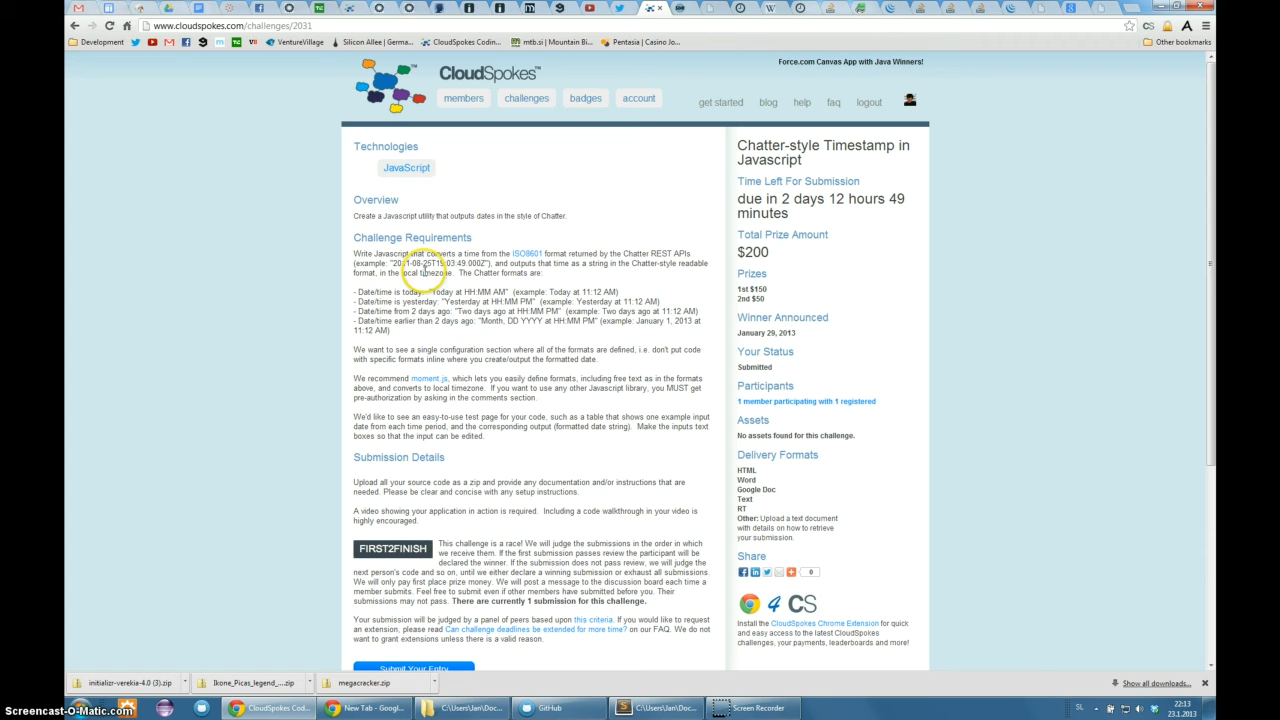 www.cloudspokes.com/challenges/2031
Development
VentureVillage
Silicon Allee | Germa...
CloudSpokes Codin...
mtb.si | Mountain Bi...
Pentasia | Casino Jo...
Other bookmarks
Force.com Canvas App with Java Winners!
CloudSpokes™
members
challenges
badges
account
get started
blog
help
faq
logout
Technologies
JavaScript
Overview
Create a Javascript utility that outputs dates in the style of Chatter.
Challenge Requirements
Write Javascript that converts a time from the ISO8601 format returned by the Chatter REST APIs
(example: "2011-08-25T15:03:49.000Z"), and outputs that time as a string in the Chatter-style readable
format, in the local timezone. The Chatter formats are:
- Date/time is today: "Today at HH:MM AM" (example: Today at 11:12 AM)
- Date/time is yesterday: "Yesterday at HH:MM PM" (example: Yesterday at 11:12 AM)
- Date/time from 2 days ago: "Two days ago at HH:MM PM" (example: Two days ago at 11:12 AM)
- Date/time earlier than 2 days ago: "Month, DD YYYY at HH:MM PM" (example: January 1, 2013 at
11:12 AM)
We want to see a single configuration section where all of the formats are defined, i.e. don't put code
with specific formats inline where you create/output the formatted date.
We recommend moment.js, which lets you easily define formats, including free text as in the formats
above, and converts to local timezone. If you want to use any other Javascript library, you MUST get
pre-authorization by asking in the comments section.
We'd like to see an easy-to-use test page for your code, such as a table that shows one example input
date from each time period, and the corresponding output (formatted date string). Make the inputs text
boxes so that the input can be edited.
Submission Details
Upload all your source code as a zip and provide any documentation and/or instructions that are
needed. Please be clear and concise with any setup instructions.
A video showing your application in action is required. Including a code walkthrough in your video is
highly encouraged.
FIRST2FINISH
This challenge is a race! We will judge the submissions in the order in which
we receive them. If the first submission passes review the participant will be
declared the winner. If the submission does not pass review, we will judge the
next person's code and so on, until we either declare a winning submission or exhaust all submissions.
We will only pay first place prize money. We will post a message to the discussion board each time a
member submits. Feel free to submit even if other members have submitted before you. Their
submissions may not pass. There are currently 1 submission for this challenge.
Your submission will be judged by a panel of peers based upon this criteria. If you would like to request
an extension, please read Can challenge deadlines be extended for more time? on our FAQ. We do not
want to grant extensions unless there is a valid reason.
Submit Your Entry
Chatter-style Timestamp in
Javascript
Time Left For Submission
due in 2 days 12 hours 49
minutes
Total Prize Amount
$200
Prizes
1st $150
2nd $50
Winner Announced
January 29, 2013
Your Status
Submitted
Participants
1 member participating with 1 registered
Assets
No assets found for this challenge.
Delivery Formats
HTML
Word
Google Doc
Text
RT
Other: Upload a text document
with details on how to retrieve
your submission.
Share
0
4 CS
Install the CloudSpokes Chrome Extension for quick
and easy access to the latest CloudSpokes
challenges, your payments, leaderboards and more!
initializr-verekia-4.0 (3).zip
Ikone_Picas_legend_....zip
megacracker.zip
Show all downloads...
CloudSpokes Cod...
New Tab - Googl...
C:\Users\Jan\Doc...
GitHub
C:\Users\Jan\Doc...
Screen Recorder
SL
22:13
23.1.2013
Screencast-O-Matic.com